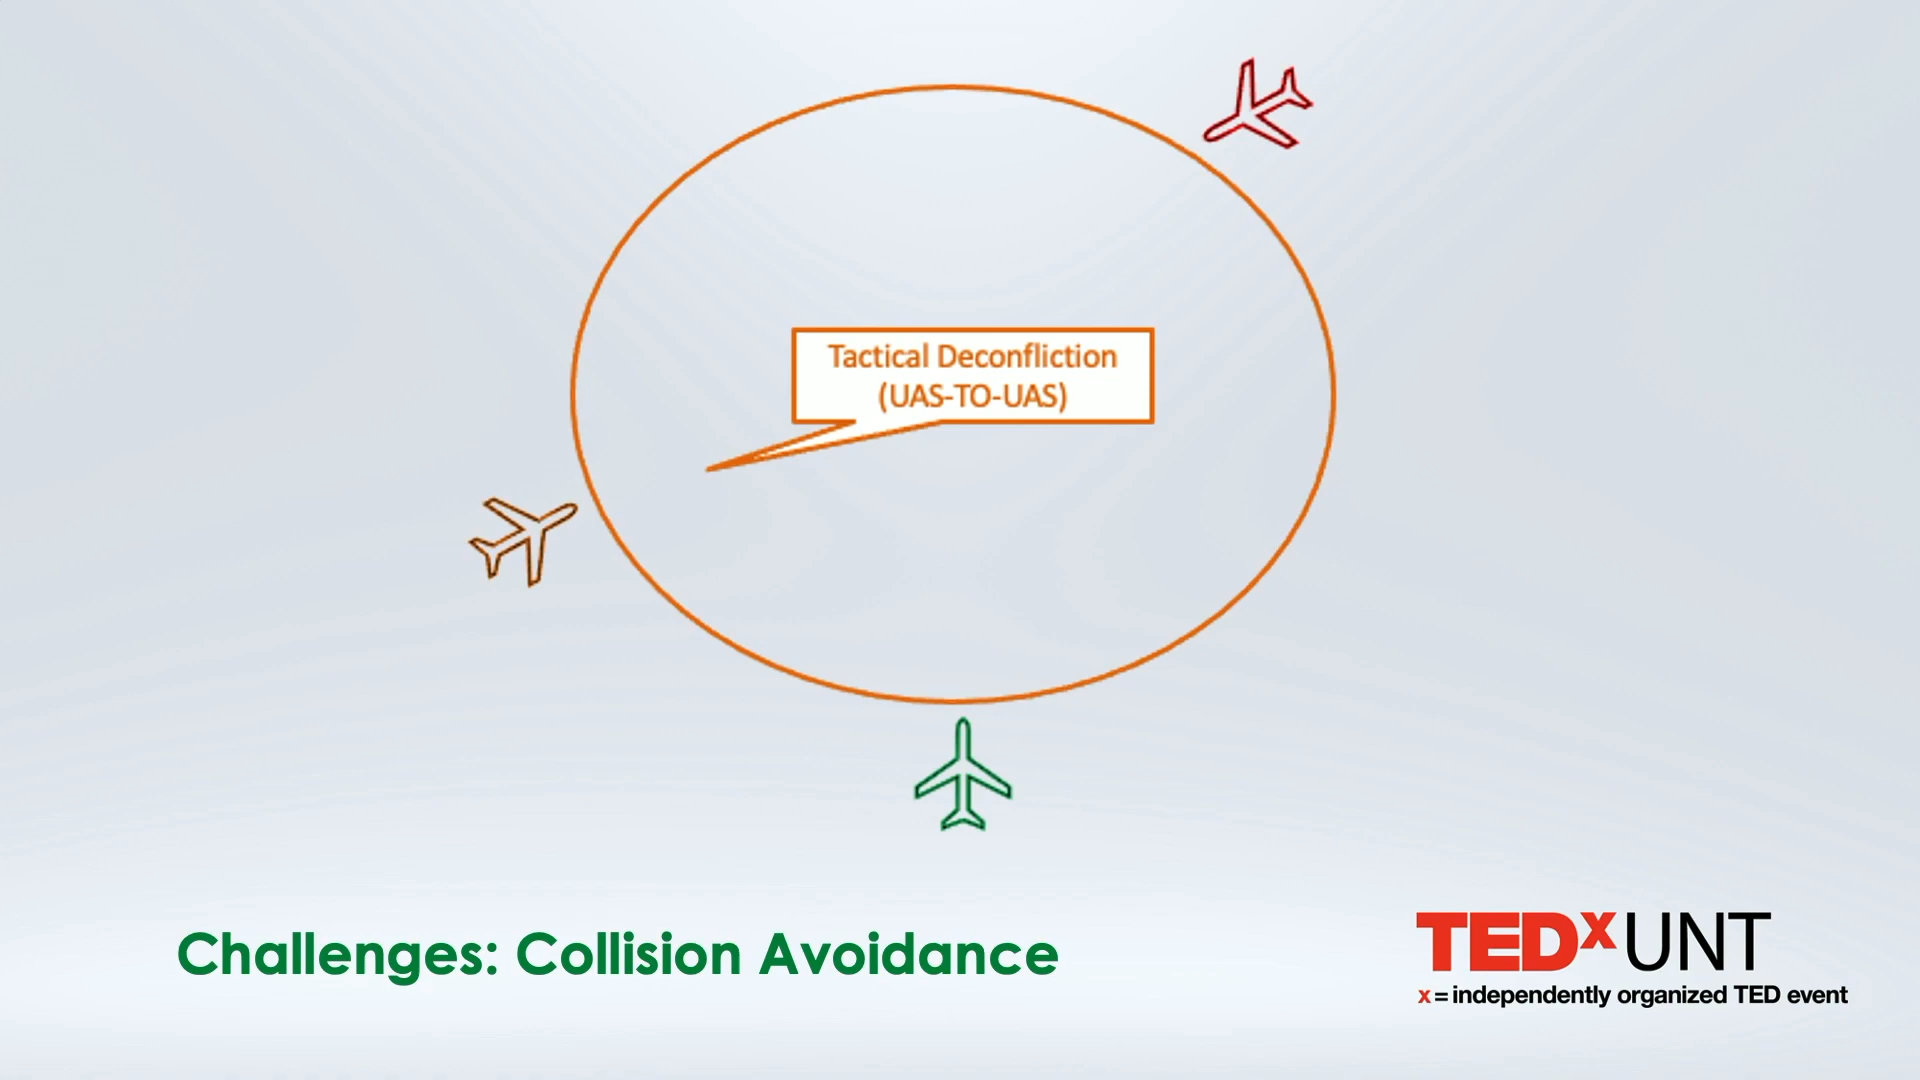 Tactical Deconfliction
(UAS-TO-UAS)
Challenges: Collision Avoidance
TEDxUNT
x = independently organized TED event